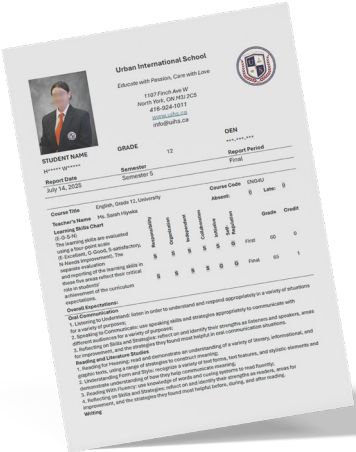 Urban International School
Educate with Passion, Care with Love
1107 Finch Ave W
North York, ON M3J 2C5
416-924-1011
www.uihs.ca
info@uihs.ca
STUDENT NAME
H***** W*****
GRADE
12
OEN
***-***-***
Report Date
July 14, 2025
Semester
Semester 5
Report Period
Final
Course Title English, Grade 12, University
Course Code ENG4U
Teacher's Name Ms. Sarah
Absent: 0 Late: 0
Learning Skills Chart
(E-G-S-N)
The learning skills are evaluated
using a four-point scale
(E-Excellent, G-Good, S-satisfactory,
N-Needs Improvement). The
separate evaluation
and reporting of the learning skills in
these five areas reflect their critical
role in students'
achievement of the curriculum
expectations.
Responsibility
Organization
Independent
Collaboration
Initiative
Self-Regulation
Grade
Credit
First 0
Final 1
Overall Expectations:
Oral Communication
1. Listening to Understand: listen in order to understand and respond appropriately in a variety of situations
for a variety of purposes;
2. Speaking to Communicate: use speaking skills and strategies appropriately to communicate with
different audiences for a variety of purposes;
3. Reflecting on Skills and Strategies: reflect on and identify their strengths as listeners and speakers, areas
for improvement, and the strategies they found most helpful in oral communication situations.
Reading and Literature Studies
1. Reading for Meaning: read and demonstrate an understanding of a variety of literary, informational, and
graphic texts, using a range of strategies to construct meaning;
2. Understanding Form and Style: recognize a variety of text forms, text features, and stylistic elements and
demonstrate understanding of how they help communicate meaning;
3. Reading With Fluency: use knowledge of words and cueing systems to read fluently;
4. Reflecting on Skills and Strategies: reflect on and identify their strengths as readers, areas for
improvement, and the strategies they found most helpful before, during, and after reading.
Writing